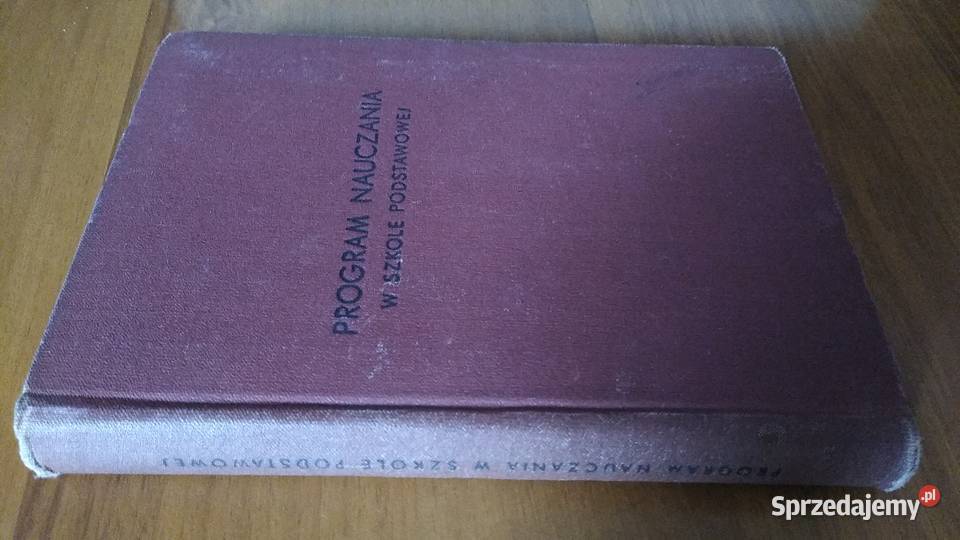 PROGRAM NAUCZANIA
W SZKOLE PODSTAWOWEJ
PROGRAM NAUCZANIA W SZKOLE PODSTAWOWEJ
Sprzedajemy.pl